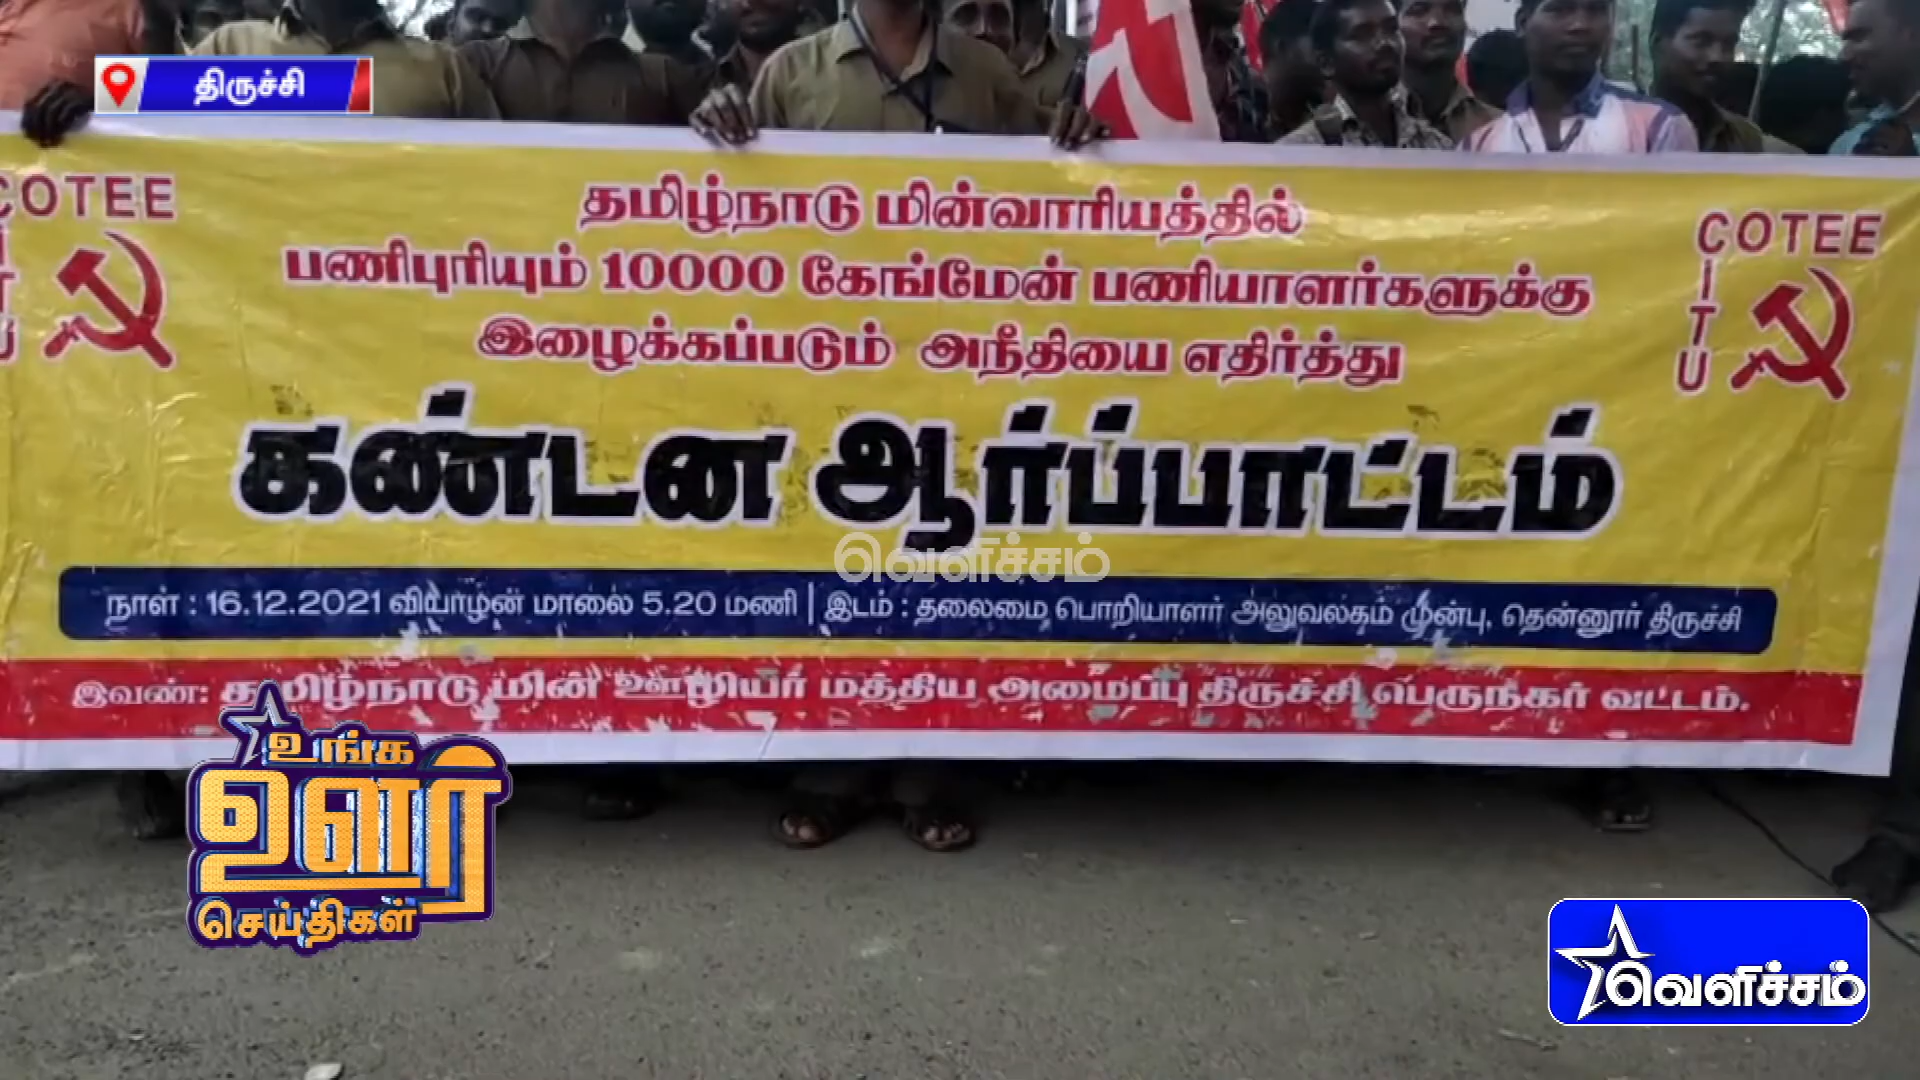 திருச்சி
COTEE
CITU
COTEE
CITU
தமிழ்நாடு மின்வாரியத்தில்
பணிபுரியும் 10000 கேங்மேன் பணியாளர்களுக்கு
இழைக்கப்படும் அநீதியை எதிர்த்து
கண்டன ஆர்ப்பாட்டம்
வெளிச்சம்
நாள் : 16.12.2021 வியாழன் மாலை 5.20 மணி | இடம் : தலைமை பொறியாளர் அலுவலகம் முன்பு, தென்னூர் திருச்சி
இவண்: தமிழ்நாடு மின் ஊழியர் மத்திய அமைப்பு திருச்சி பெருநகர் வட்டம்.
உங்க
ஊர்
செய்திகள்
வெளிச்சம்